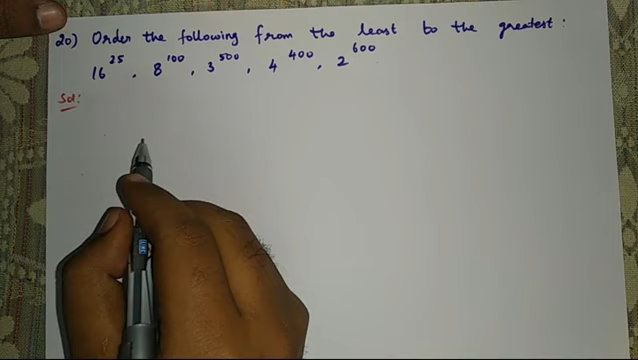 20) Order the following from the least to the greatest :
16^25 , 8^100 , 3^500 , 4^400 , 2^600
Sol: